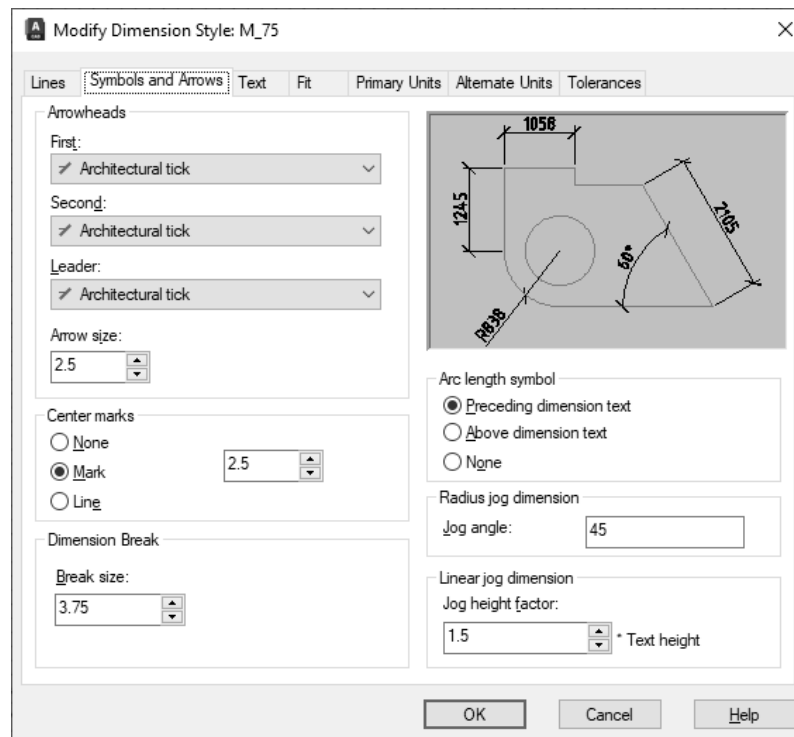 A
CAD
Modify Dimension Style: M_75
Lines
Symbols and Arrows
Text
Fit
Primary Units
Alternate Units
Tolerances
Arrowheads
First:
Architectural tick
Second:
Architectural tick
Leader:
Architectural tick
Arrow size:
2.5
Center marks
None
Mark
Line
2.5
Dimension Break
Break size:
3.75
1056
1245
2105
60°
R838
Arc length symbol
Preceding dimension text
Above dimension text
None
Radius jog dimension
Jog angle:
45
Linear jog dimension
Jog height factor:
1.5
* Text height
OK
Cancel
Help